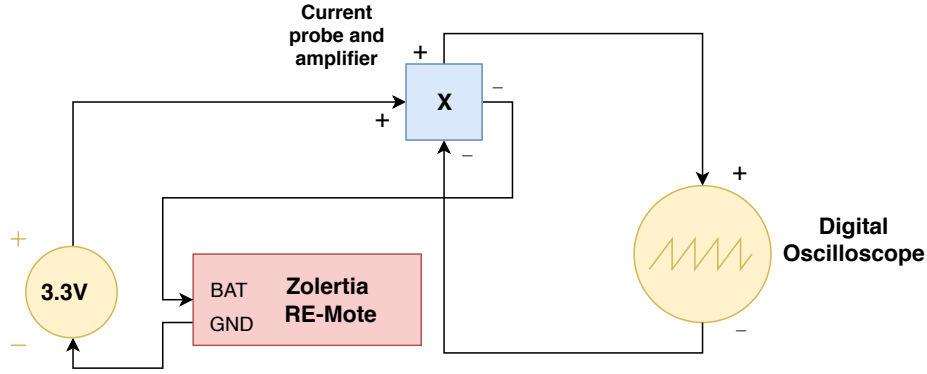 Current
probe and
amplifier
+
X
−
+
−
+
Digital
Oscilloscope
−
+
3.3V
−
BAT
GND
Zolertia
RE-Mote